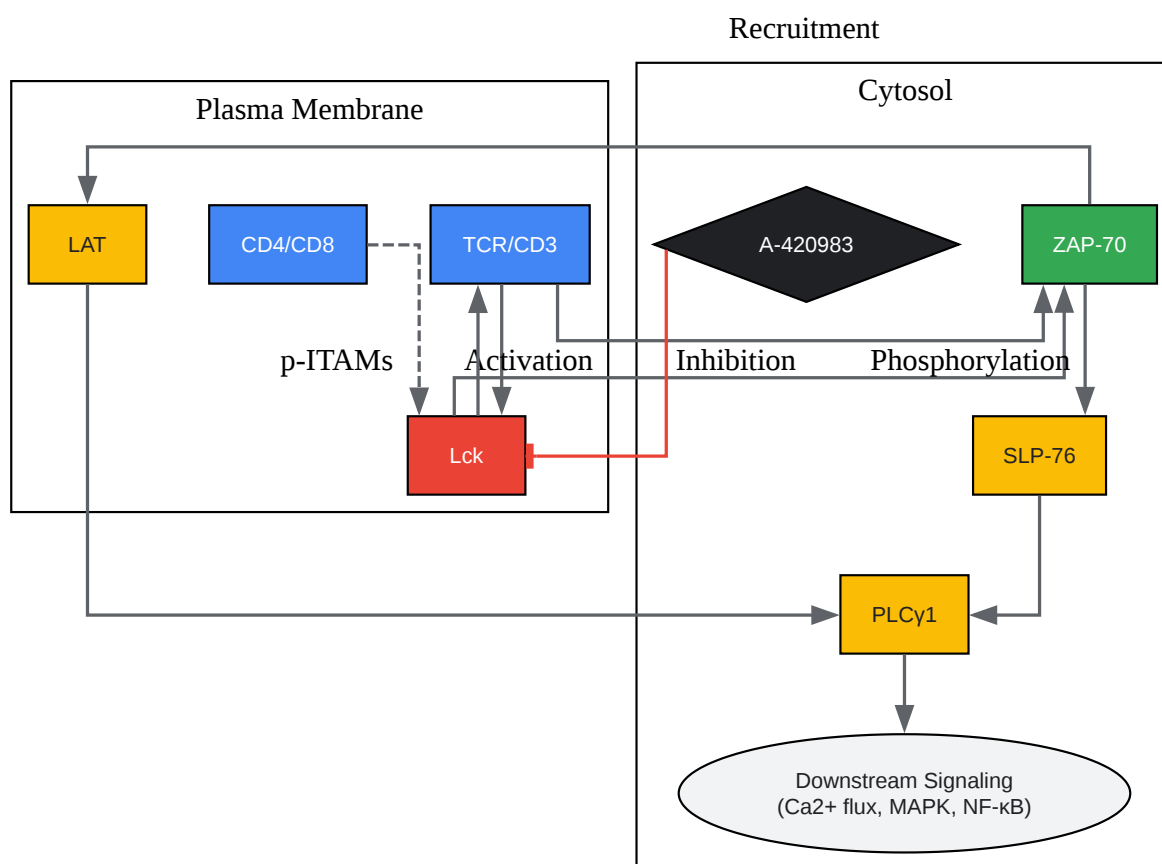 Recruitment
Plasma Membrane
Cytosol
LAT
CD4/CD8
TCR/CD3
A-420983
ZAP-70
p-ITAMs
Activation
Inhibition
Phosphorylation
Lck
SLP-76
PLCγ1
Downstream Signaling
(Ca2+ flux, MAPK, NF-κB)